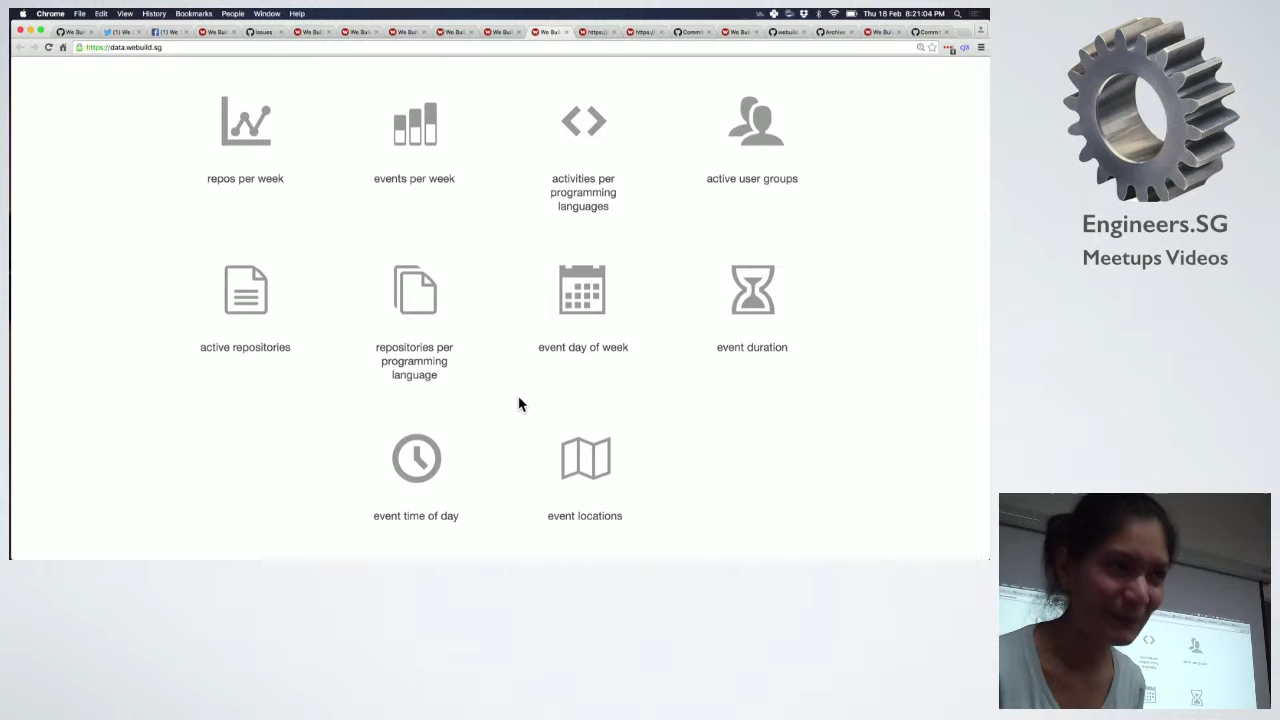 Chrome File Edit View History Bookmarks People Window Help
Thu 18 Feb 8:21:04 PM
https://data.webuild.sg
repos per week
events per week
activities per
programming
languages
active user groups
active repositories
repositories per
programming
language
event day of week
event duration
event time of day
event locations
Engineers.SG
Meetups Videos